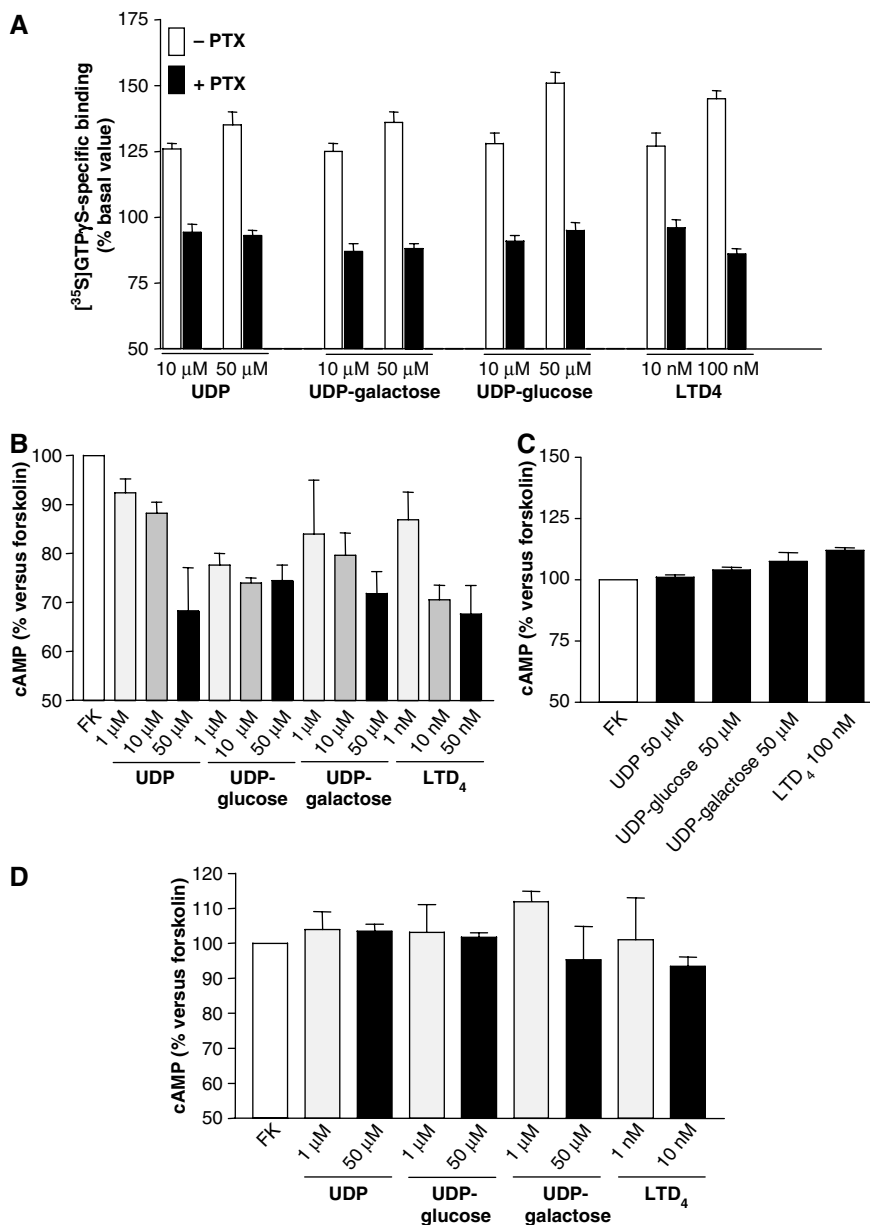 A
175
150
125
100
75
50
[³⁵S]GTPγS-specific binding
(% basal value)
– PTX
+ PTX
10 μM 50 μM 10 μM 50 μM 10 μM 50 μM 10 nM 100 nM
UDP UDP-galactose UDP-glucose LTD4
B
100
90
80
70
60
50
cAMP (% versus forskolin)
FK 1 μM 10 μM 50 μM 1 μM 10 μM 50 μM 1 μM 10 μM 50 μM 1 nM 10 nM 50 nM
UDP UDP-glucose UDP-galactose LTD₄
C
150
125
100
75
50
cAMP (% versus forskolin)
FK
UDP 50 μM
UDP-glucose 50 μM
UDP-galactose 50 μM
LTD₄ 100 nM
D
120
110
100
90
80
70
60
50
cAMP (% versus forskolin)
FK 1 μM 50 μM 1 μM 50 μM 1 μM 50 μM 1 nM 10 nM
UDP UDP-glucose UDP-galactose LTD₄